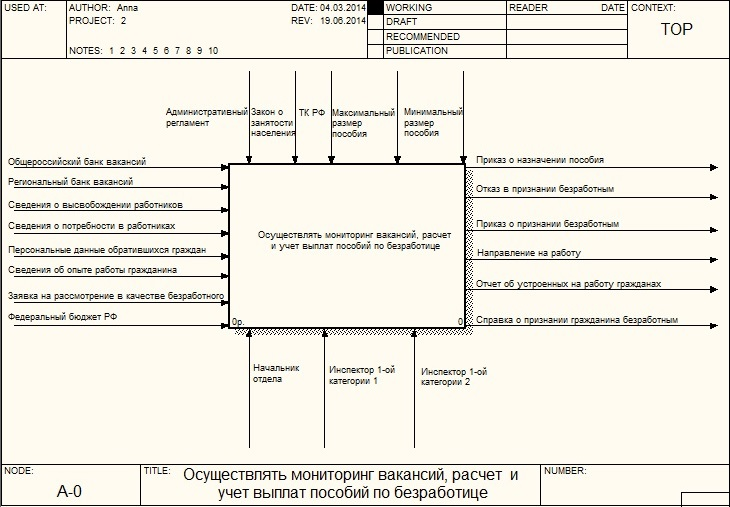 USED AT:
AUTHOR: Anna
DATE: 04.03.2014
WORKING
READER
DATE
CONTEXT:
PROJECT: 2
REV: 19.06.2014
DRAFT
TOP
RECOMMENDED
NOTES: 1 2 3 4 5 6 7 8 9 10
PUBLICATION
Административный
регламент
Закон о
занятости
населения
ТК РФ
Максимальный
размер
пособия
Минимальный
размер
пособия
Общероссийский банк вакансий
Региональный банк вакансий
Сведения о высвобождении работников
Сведения о потребности в работниках
Персональные данные обратившихся граждан
Сведения об опыте работы гражданина
Заявка на рассмотрение в качестве безработного
Федеральный бюджет РФ
Осуществлять мониторинг вакансий, расчет
и учет выплат пособий по безработице
0р.
0
Приказ о назначении пособия
Отказ в признании безработным
Приказ о признании безработным
Направление на работу
Отчет об устроенных на работу гражданах
Справка о признании гражданина безработным
Начальник
отдела
Инспектор 1-ой
категории 1
Инспектор 1-ой
категории 2
NODE:
A-0
TITLE:
Осуществлять мониторинг вакансий, расчет и
учет выплат пособий по безработице
NUMBER: